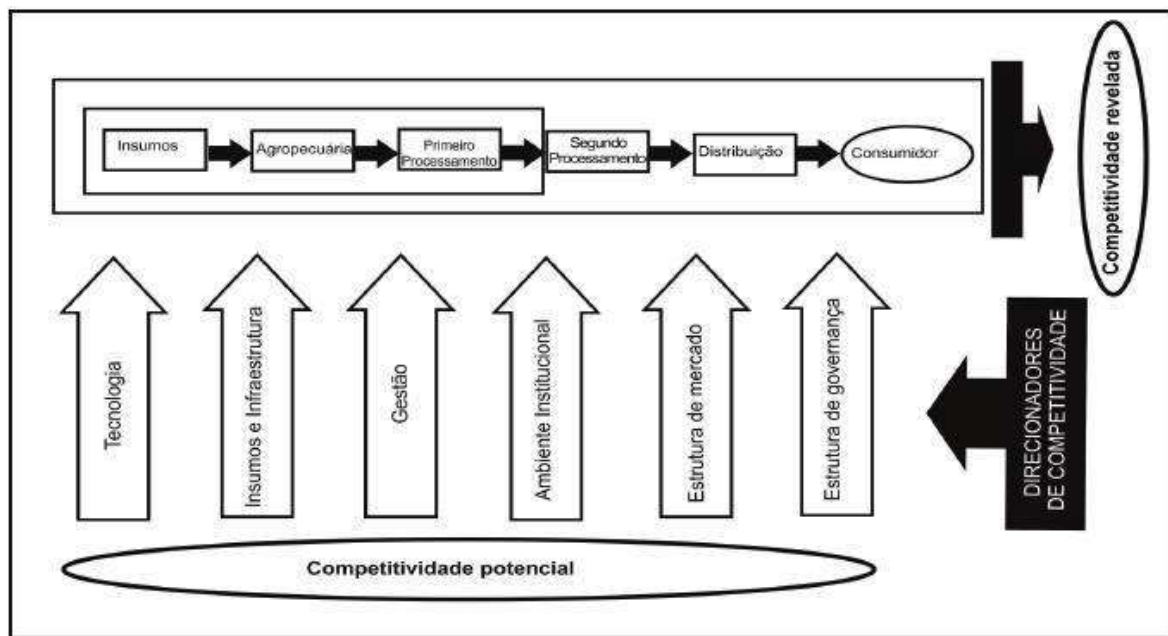 Insumos
Agropecuária
Primeiro
Processamento
Segundo
Processamento
Distribuição
Consumidor
Competitividade revelada
Tecnologia
Insumos e Infraestrutura
Gestão
Ambiente Institucional
Estrutura de mercado
Estrutura de governança
DIRECIONADORES
DE COMPETITIVIDADE
Competitividade potencial